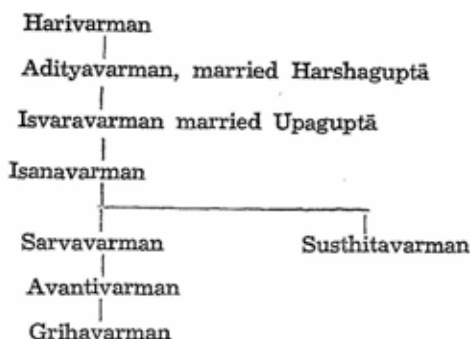 Harivarman
Adityavarman, married Harshaguptā
Isvaravarman married Upaguptā
Isanavarman
Sarvavarman Susthitavarman
Avantivarman
Grihavarman